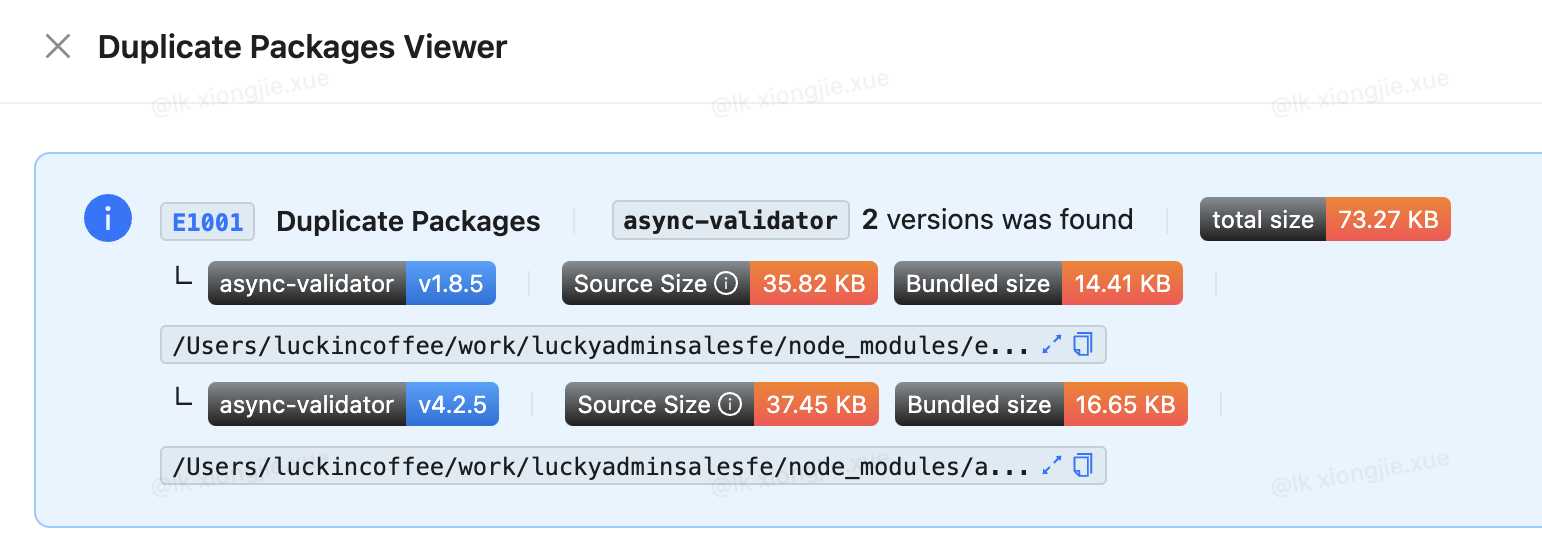 Duplicate Packages Viewer
@lk xiongjie.xue @lk xiongjie.xue @lk xiongjie.xue
E1001 Duplicate Packages async-validator 2 versions was found total size 73.27 KB
async-validator v1.8.5 Source Size Bundled size 35.82 KB 14.41 KB
/Users/luckincoffee/work/luckyadminsalesfe/node_modules/e...
async-validator v4.2.5 Source Size 37.45 KB Bundled size 16.65 KB
/Users/luckincoffee/work/luckyadminsalesfe/node_modules/a...
@lk xiongjie.xue @lk xiongjie.xue @lk xiongjie.xue